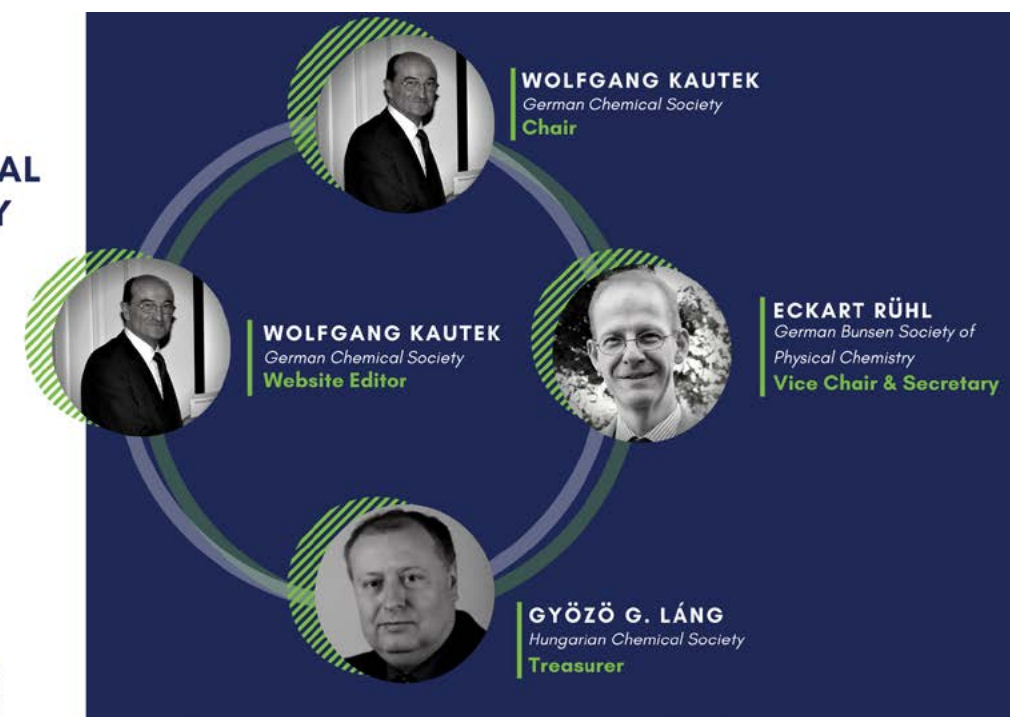 AL
Y
WOLFGANG KAUTEK
German Chemical Society
Chair
WOLFGANG KAUTEK
German Chemical Society
Website Editor
ECKART RÜHL
German Bunsen Society of
Physical Chemistry
Vice Chair & Secretary
GYÖZÖ G. LÁNG
Hungarian Chemical Society
Treasurer